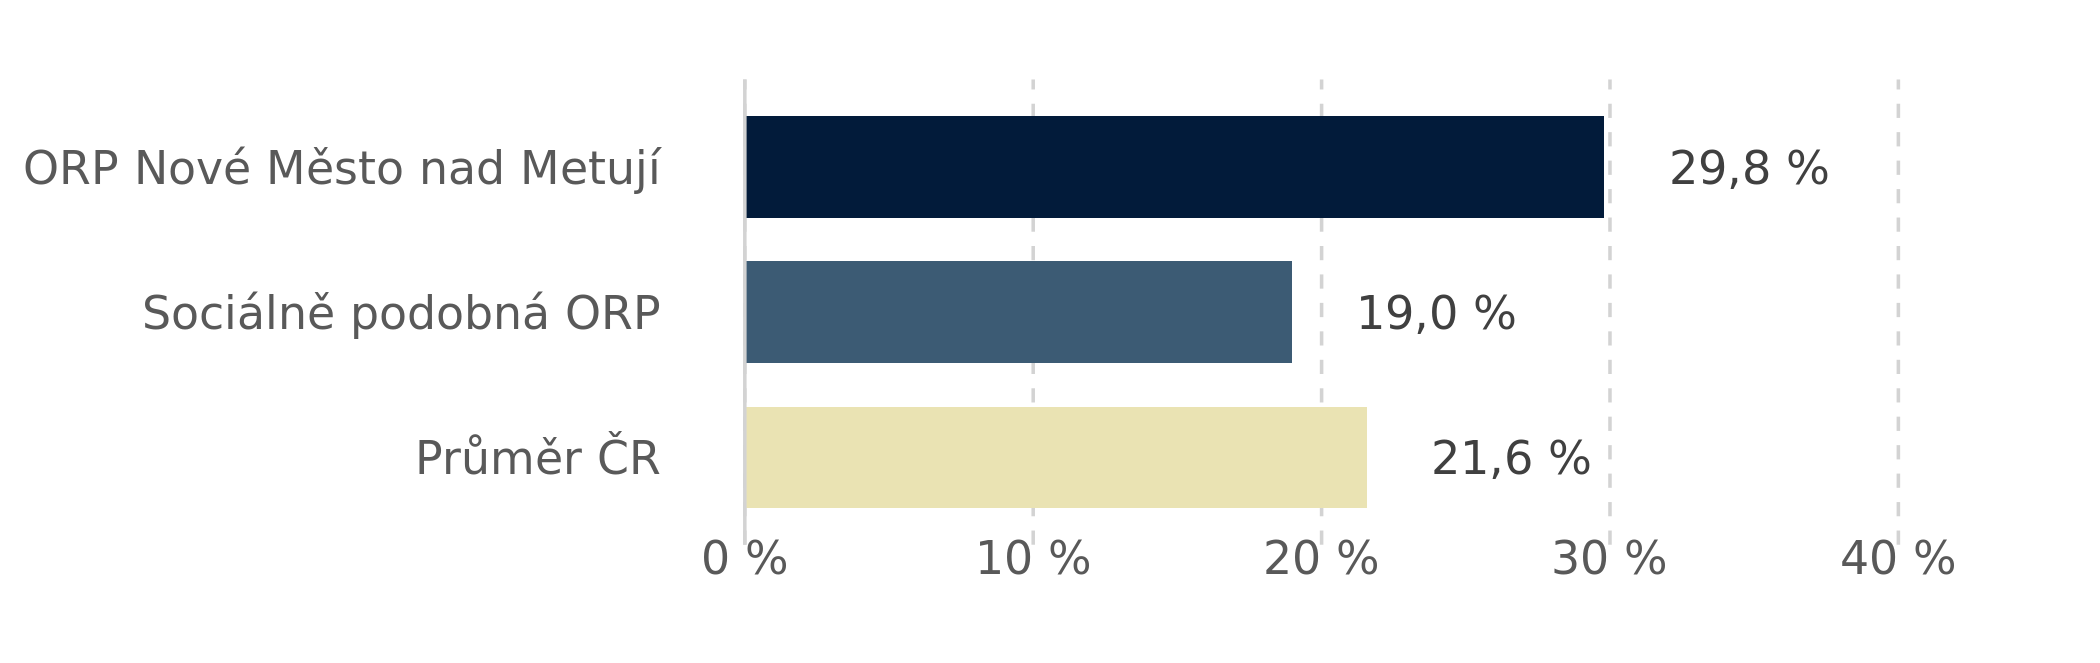 ORP Nové Město nad Metují
29,8 %
Sociálně podobná ORP
19,0 %
Průměr ČR
21,6 %
0 %
10 %
20 %
30 %
40 %